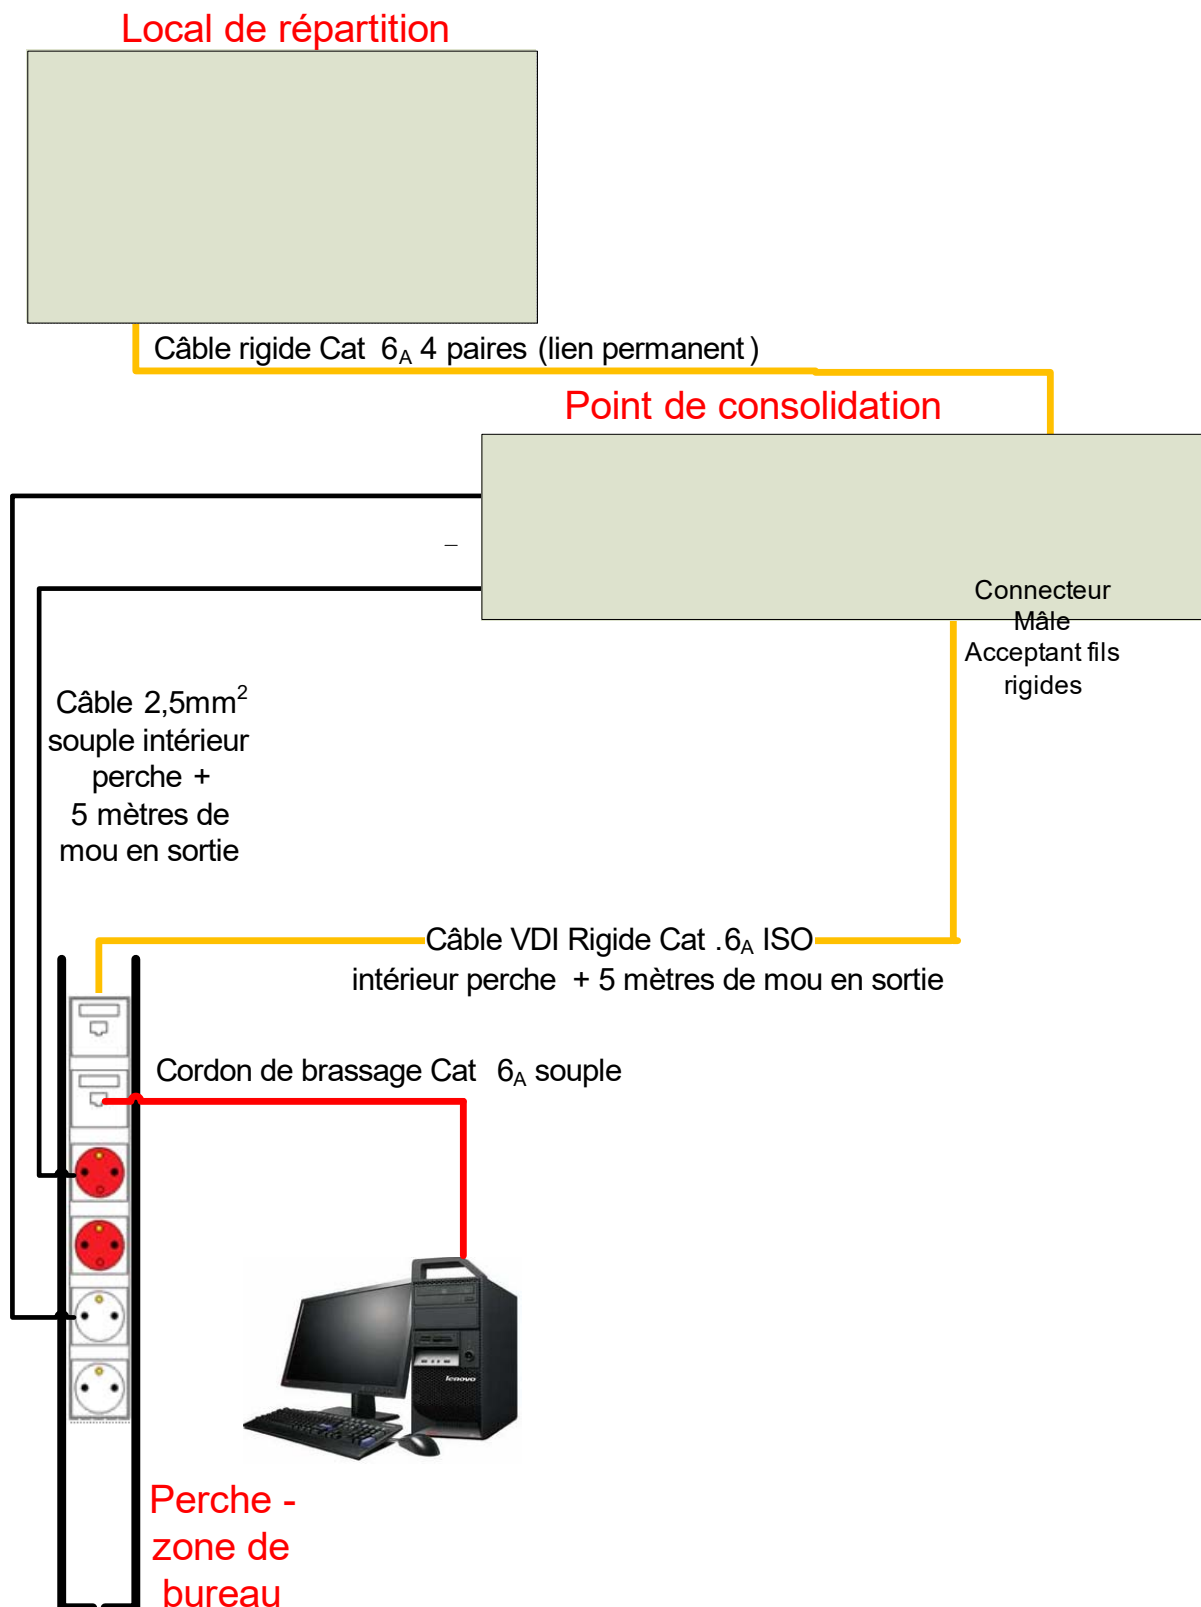 Local de répartition
Câble rigide Cat 6A 4 paires (lien permanent)
Point de consolidation
–
Connecteur
Mâle
Acceptant fils
rigides
Câble 2,5mm2
souple intérieur
perche +
5 mètres de
mou en sortie
Câble VDI Rigide Cat .6A ISO
intérieur perche + 5 mètres de mou en sortie
Cordon de brassage Cat 6A souple
lenovo
Perche -
zone de
bureau